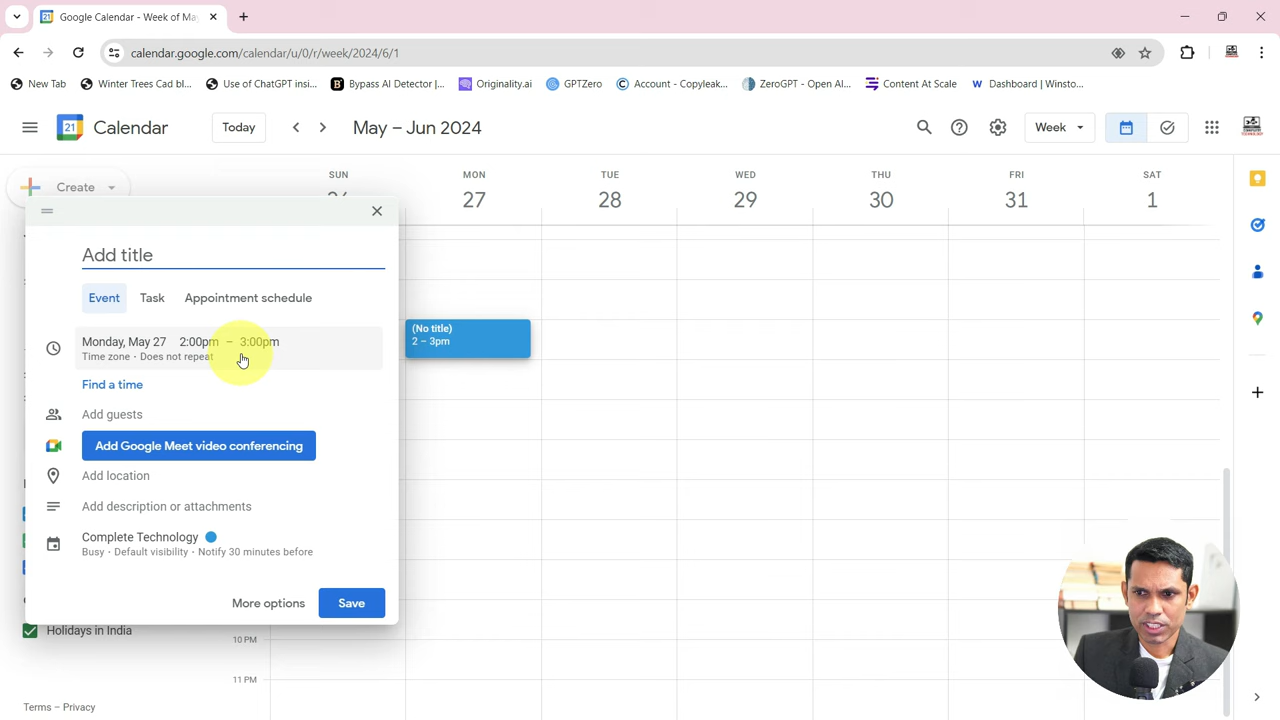 Google Calendar - Week of Ma
calendar.google.com/calendar/u/0/r/week/2024/6/1
New Tab
Winter Trees Cad bl...
Use of ChatGPT insi...
Bypass AI Detector |...
Originality.ai
GPTZero
Account - Copyleak...
ZeroGPT - Open AI...
Content At Scale
Dashboard | Winsto...
21 Calendar
Today
May – Jun 2024
Week
Create
SUN MON TUE WED THU FRI SAT
26 27 28 29 30 31 1
Add title
Event Task Appointment schedule
Monday, May 27 2:00pm – 3:00pm
Time zone · Does not repeat
Find a time
Add guests
Add Google Meet video conferencing
Add location
Add description or attachments
Complete Technology
Busy · Default visibility · Notify 30 minutes before
More options
Save
(No title)
2 – 3pm
Holidays in India
10 PM
11 PM
Terms – Privacy